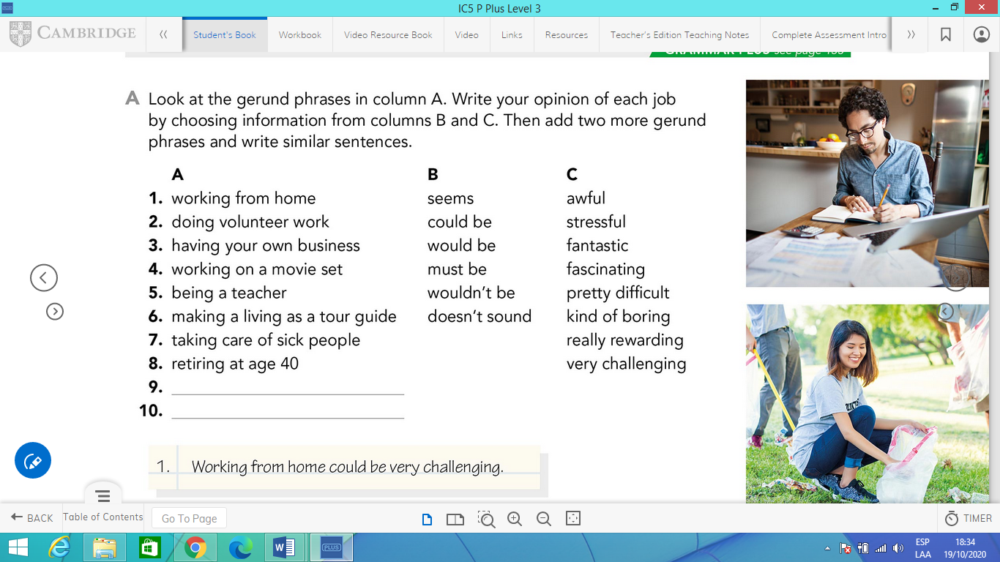 IC5 P Plus Level 3
CAMBRIDGE
Student's Book
Workbook
Video Resource Book
Video
Links
Resources
Teacher's Edition Teaching Notes
Complete Assessment Intro
A Look at the gerund phrases in column A. Write your opinion of each job
by choosing information from columns B and C. Then add two more gerund
phrases and write similar sentences.
A B C
1. working from home seems awful
2. doing volunteer work could be stressful
3. having your own business would be fantastic
4. working on a movie set must be fascinating
5. being a teacher wouldn't be pretty difficult
6. making a living as a tour guide doesn't sound kind of boring
7. taking care of sick people really rewarding
8. retiring at age 40 very challenging
9.
10.
1. Working from home could be very challenging.
BACK
Table of Contents
Go To Page
TIMER
PLUS
ESP
LAA
18:34
19/10/2020